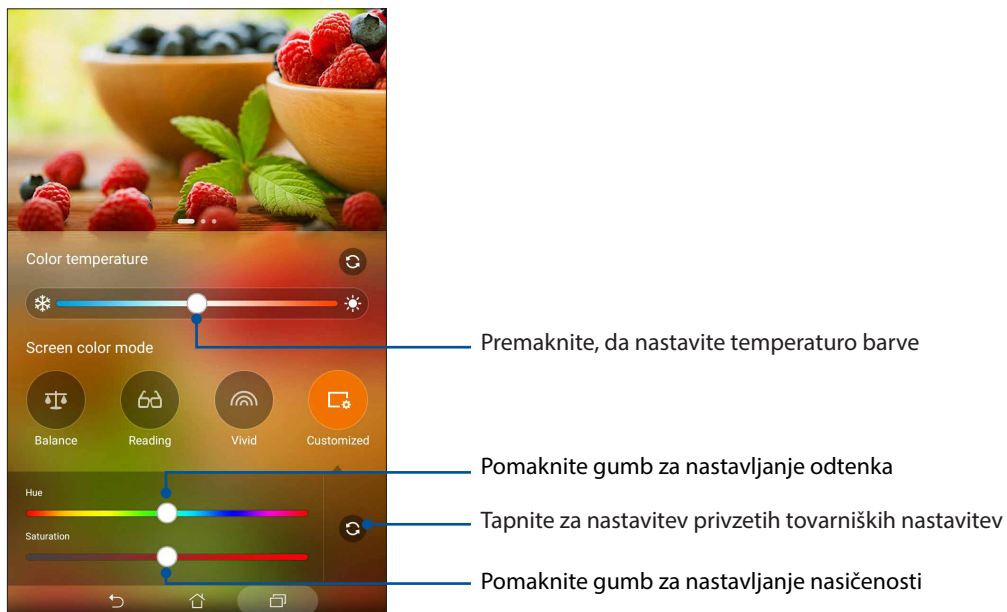 Color temperature
Premaknite, da nastavite temperaturo barve
Screen color mode
Balance
Reading
Vivid
Customized
Pomaknite gumb za nastavljanje odtenka
Hue
Tapnite za nastavitev privzetih tovarniških nastavitev
Saturation
Pomaknite gumb za nastavljanje nasičenosti